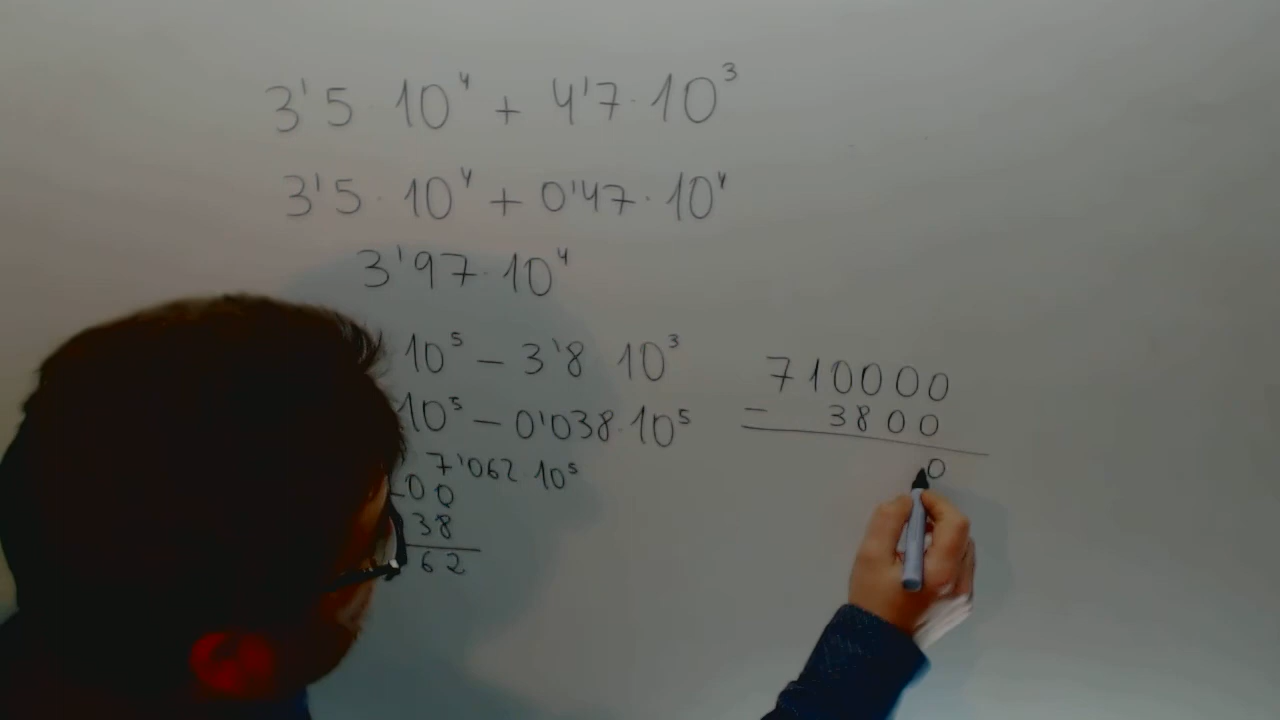 3'5 10⁴ + 4'7·10³
3'5·10⁴ + 0'47·10⁴
3'97·10⁴
10⁵ − 3'8 10³
10⁵ − 0'038·10⁵
7'062·10⁵
00
38
62
710000
− 3800
0